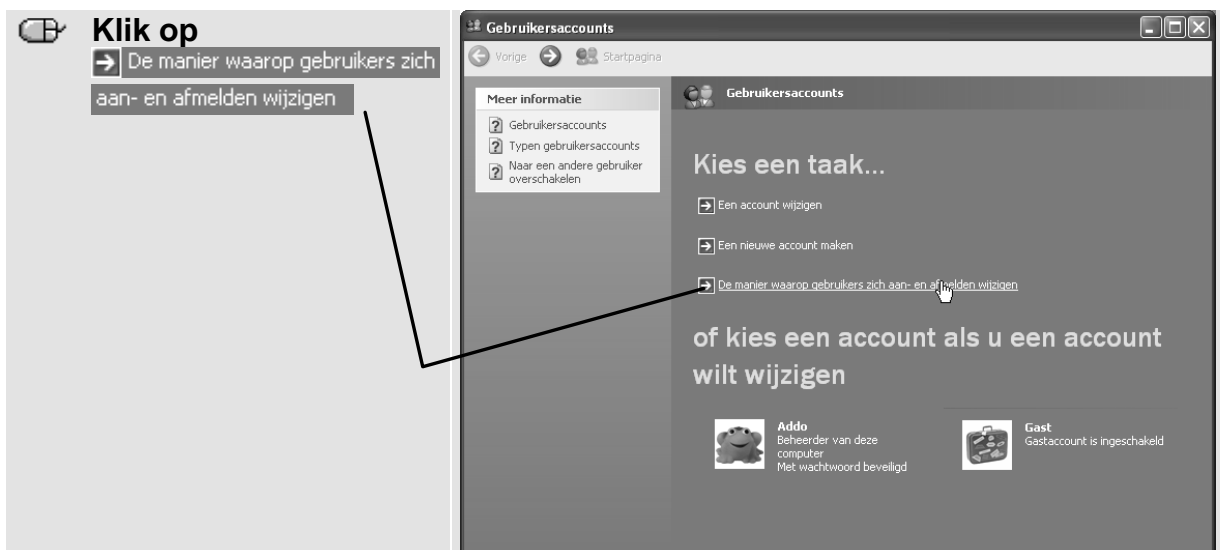 Klik op
De manier waarop gebruikers zich
aan- en afmelden wijzigen
Gebruikersaccounts
Vorige
Startpagina
Meer informatie
Gebruikersaccounts
Typen gebruikersaccounts
Naar een andere gebruiker
overschakelen
Gebruikersaccounts
Kies een taak...
Een account wijzigen
Een nieuwe account maken
De manier waarop gebruikers zich aan- en afmelden wijzigen
of kies een account als u een account
wilt wijzigen
Addo
Beheerder van deze
computer
Met wachtwoord beveiligd
Gast
Gastaccount is ingeschakeld